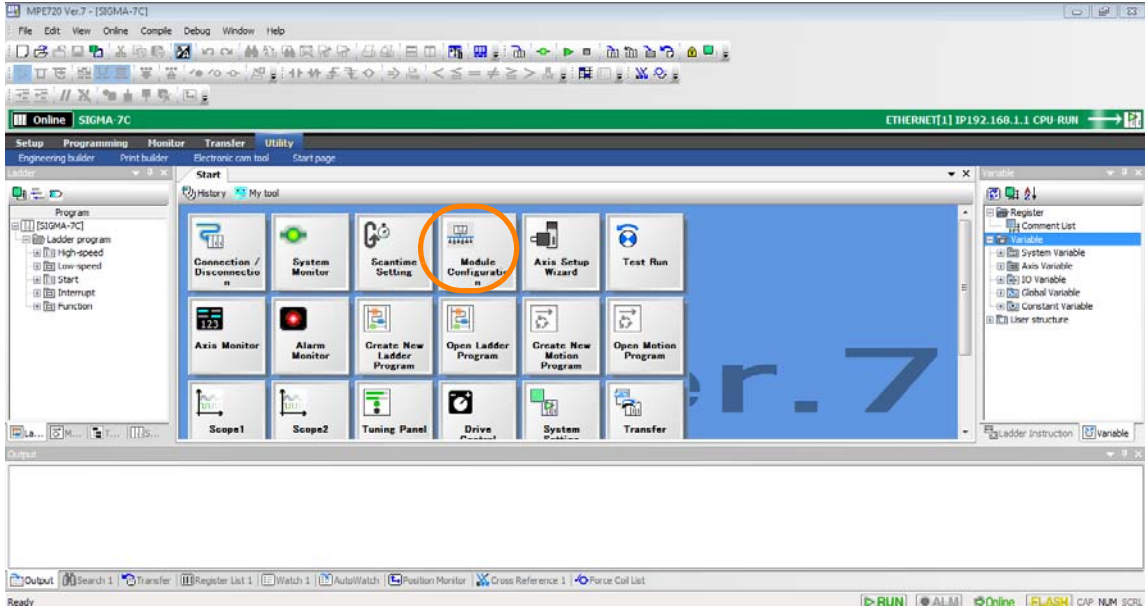 MPE720 Ver.7 - [SIGMA-7C]
File Edit View Online Compile Debug Window Help
Online SIGMA-7C ETHERNET[1] IP192.168.1.1 CPU-RUN
Setup Programming Monitor Transfer Utility
Engineering builder Print builder Electronic cam tool Start page
Ladder Start Variable
History My tool
Program
[SIGMA-7C]
Ladder program
High-speed
Low-speed
Start
Interrupt
Function
Connection /
Disconnectio
n
System
Monitor
Scantime
Setting
Module
Configuratio
n
Axis Setup
Wizard
Test Run
Axis Monitor
Alarm
Monitor
Create New
Ladder
Program
Open Ladder
Program
Create New
Motion
Program
Open Motion
Program
Scope1
Scope2
Tuning Panel
Drive
Control
System
Setting
Transfer
er.7
Register
Comment List
Variable
System Variable
Axis Variable
IO Variable
Global Variable
Constant Variable
User structure
La... M... T... S...
Ladder Instruction Variable
Output
Output Search 1 Transfer Register List 1 Watch 1 AutoWatch Position Monitor Cross Reference 1 Force Coil List
Ready RUN ALM Online FLASH CAP NUM SCRL